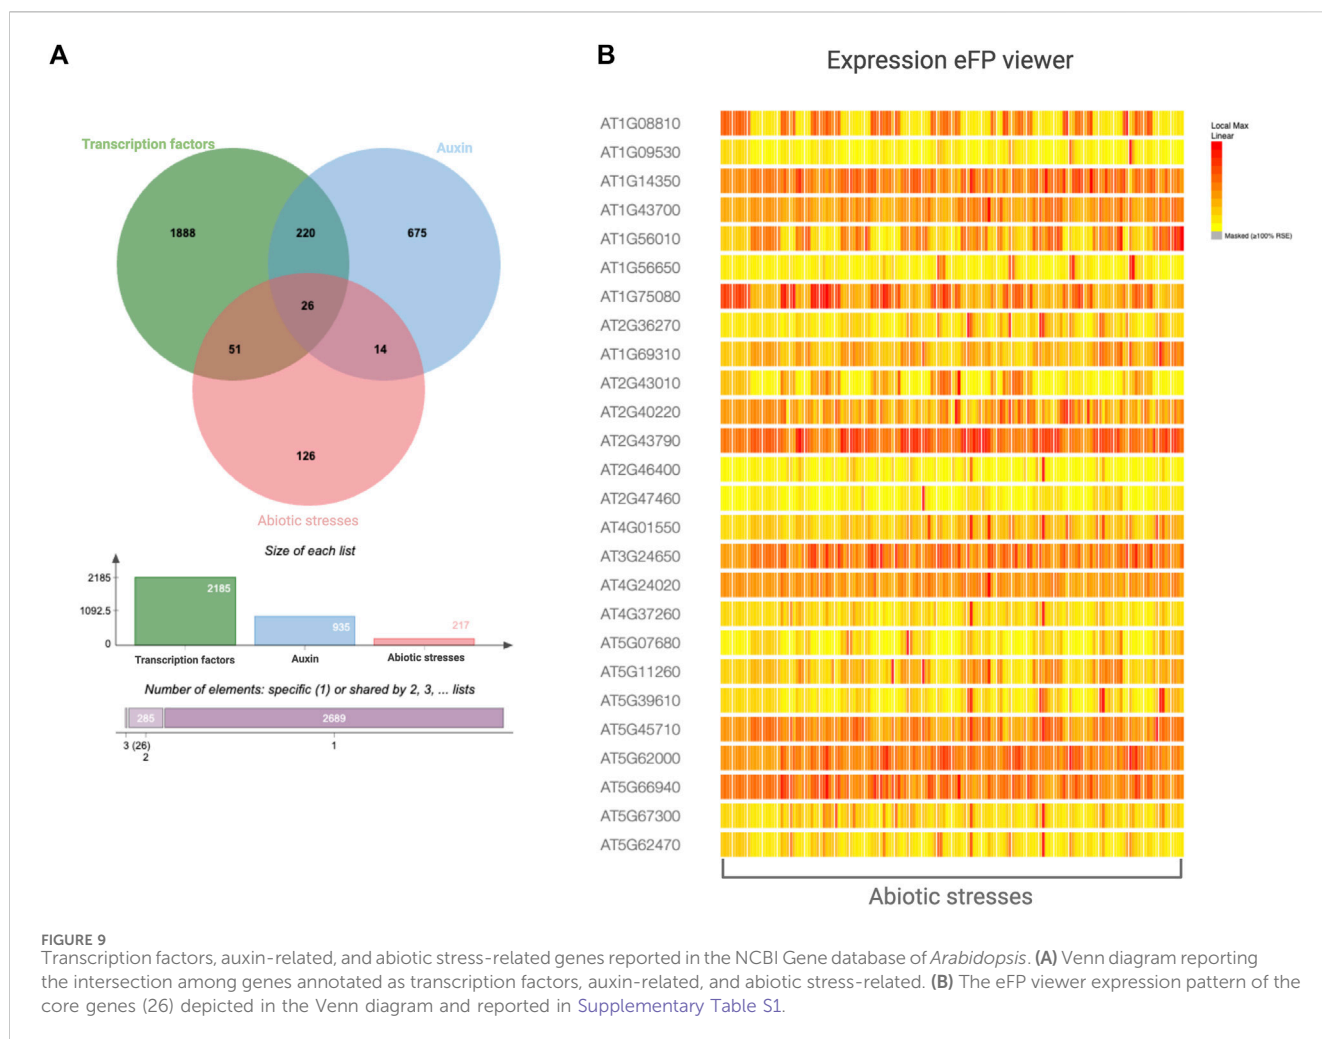 A
Transcription factors
Auxin
1888
220
675
26
51
14
126
Abiotic stresses
Size of each list
2185
1092.5
0
2185
935
217
Transcription factors
Auxin
Abiotic stresses
Number of elements: specific (1) or shared by 2, 3, ... lists
285
2689
3 (26)
2
1
B
Expression eFP viewer
AT1G08810
AT1G09530
AT1G14350
AT1G43700
AT1G56010
AT1G56650
AT1G75080
AT2G36270
AT1G69310
AT2G43010
AT2G40220
AT2G43790
AT2G46400
AT2G47460
AT4G01550
AT3G24650
AT4G24020
AT4G37260
AT5G07680
AT5G11260
AT5G39610
AT5G45710
AT5G62000
AT5G66940
AT5G67300
AT5G62470
Local Max
Linear
Masked (≥100% RSE)
Abiotic stresses
FIGURE 9
Transcription factors, auxin-related, and abiotic stress-related genes reported in the NCBI Gene database of Arabidopsis. (A) Venn diagram reporting
the intersection among genes annotated as transcription factors, auxin-related, and abiotic stress-related. (B) The eFP viewer expression pattern of the
core genes (26) depicted in the Venn diagram and reported in Supplementary Table S1.